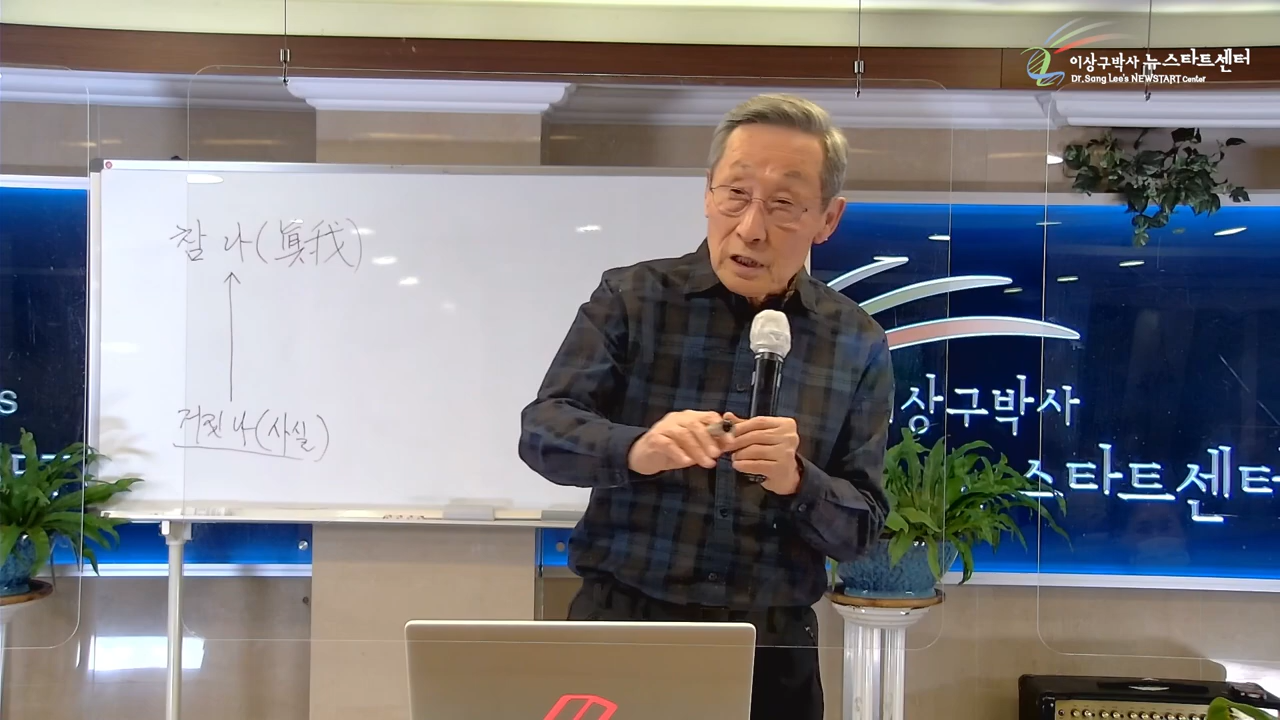 이상구박사 뉴스타트센터
Dr. Sang Lee's NEWSTART Center
참 나 (眞我)
거짓 나 (사실)
s
상구박사
스타트센터